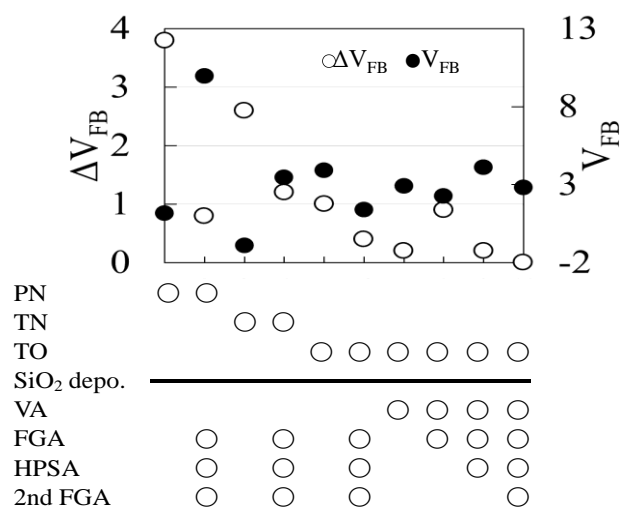 4 13
○ΔV_FB ●V_FB
3
8
2
ΔV_FB V_FB
3
1
0 -2
PN
TN
TO
SiO₂ depo.
VA
FGA
HPSA
2nd FGA